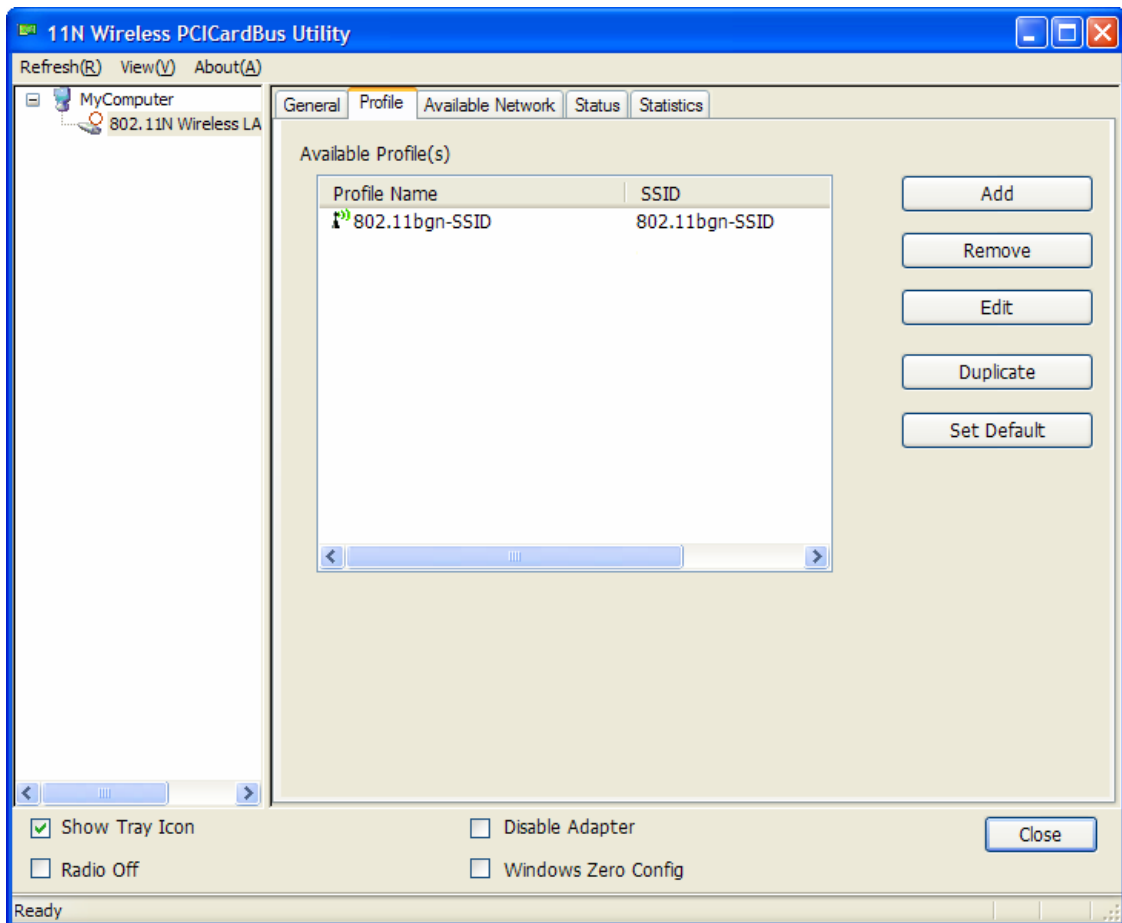 11N Wireless PCICardBus Utility
Refresh(R) View(V) About(A)
MyComputer
802.11N Wireless LA
General Profile Available Network Status Statistics
Available Profile(s)
Profile Name SSID
802.11bgn-SSID 802.11bgn-SSID
Add
Remove
Edit
Duplicate
Set Default
Show Tray Icon Disable Adapter
Radio Off Windows Zero Config
Close
Ready